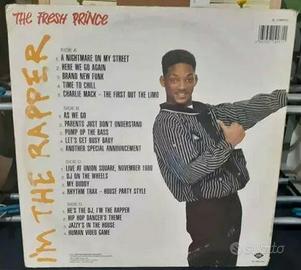 THE FRESH PRINCE
I'M THE RAPPER
SIDE A:
A NIGHTMARE ON MY STREET
HERE WE GO AGAIN
BRAND NEW FUNK
TIME TO CHILL
CHARLIE MACK - THE FIRST OUT THE LIMO
SIDE B:
AS WE GO
PARENTS JUST DON'T UNDERSTAND
PUMP UP THE BASS
LET'S GET BUSY BABY
ANOTHER SPECIAL ANNOUNCEMENT
SIDE C:
LIVE AT UNION SQUARE, NOVEMBER 1986
DJ ON THE WHEELS
MY BUDDY
RHYTHM TRAX - HOUSE PARTY STYLE
SIDE D:
HE'S THE DJ, I'M THE RAPPER
HIP HOP DANCER'S THEME
JAZZY'S IN THE HOUSE
HUMAN VIDEO GAME
subito